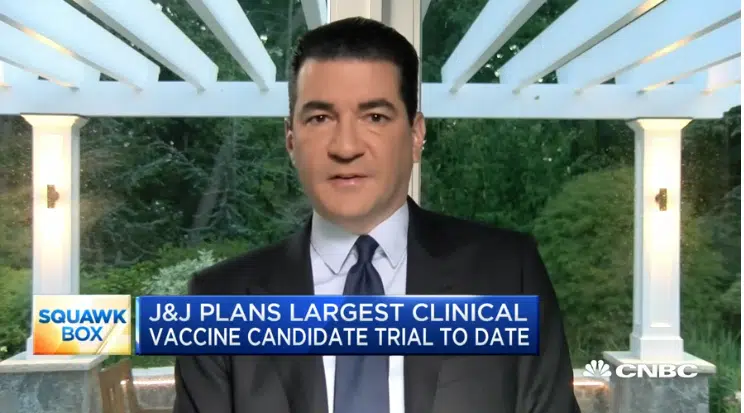 SQUAWK
BOX
J&J PLANS LARGEST CLINICAL
VACCINE CANDIDATE TRIAL TO DATE
CNBC